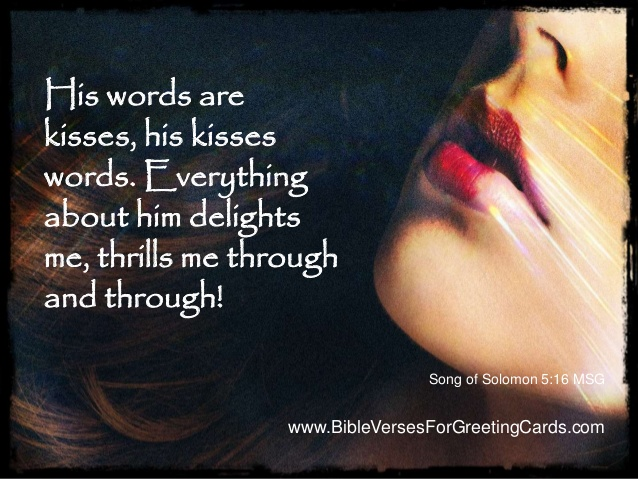 His words are
kisses, his kisses
words. Everything
about him delights
me, thrills me through
and through!
Song of Solomon 5:16 MSG
www.BibleVersesForGreetingCards.com